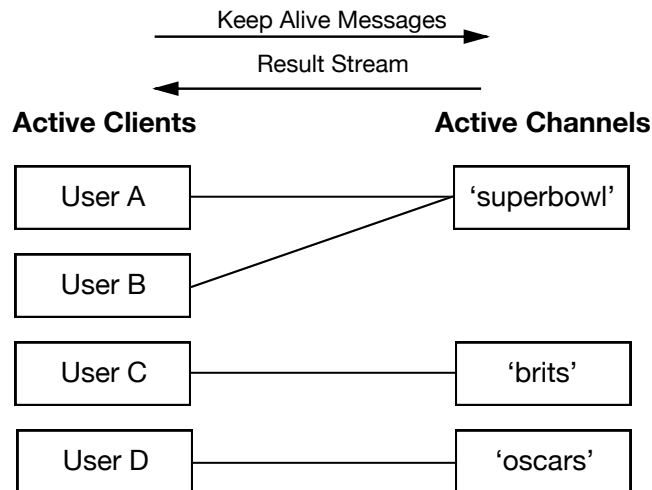 Keep Alive Messages
Result Stream
Active Clients
Active Channels
User A
‘superbowl’
User B
User C
‘brits’
User D
‘oscars’